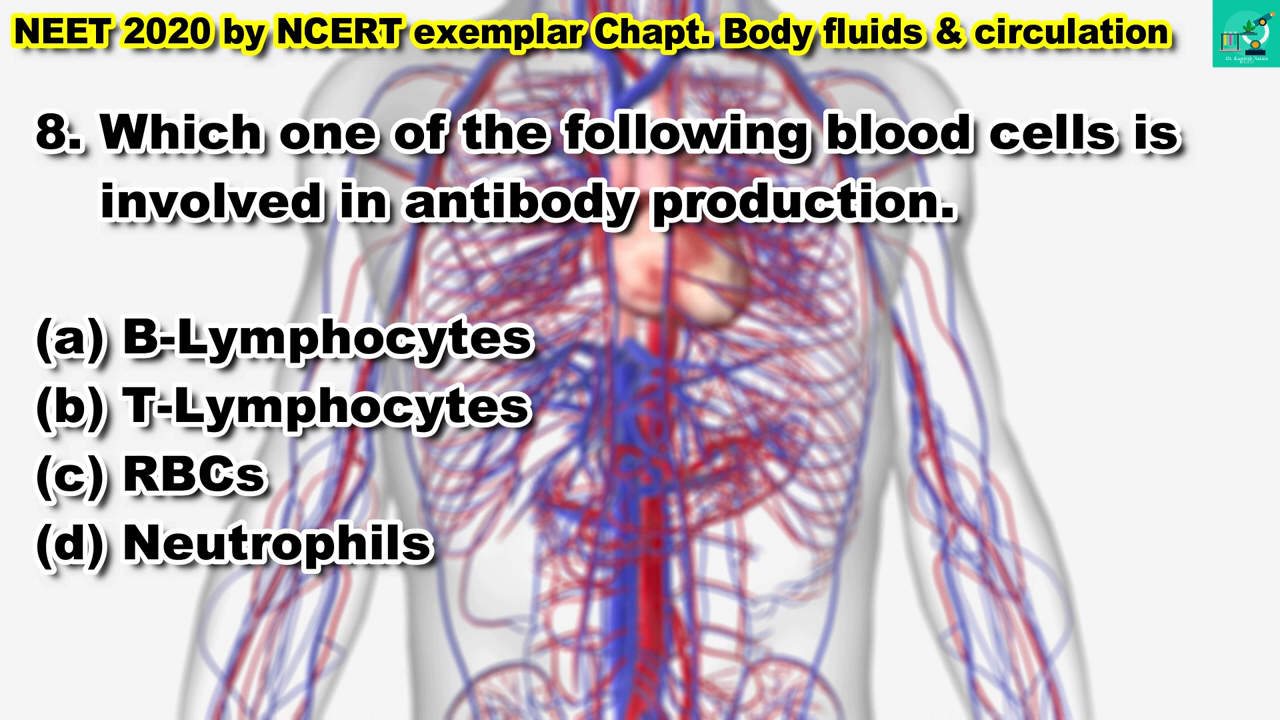 NEET 2020 by NCERT exemplar Chapt. Body fluids & circulation
8. Which one of the following blood cells is
involved in antibody production.
(a) B-Lymphocytes
(b) T-Lymphocytes
(c) RBCs
(d) Neutrophils